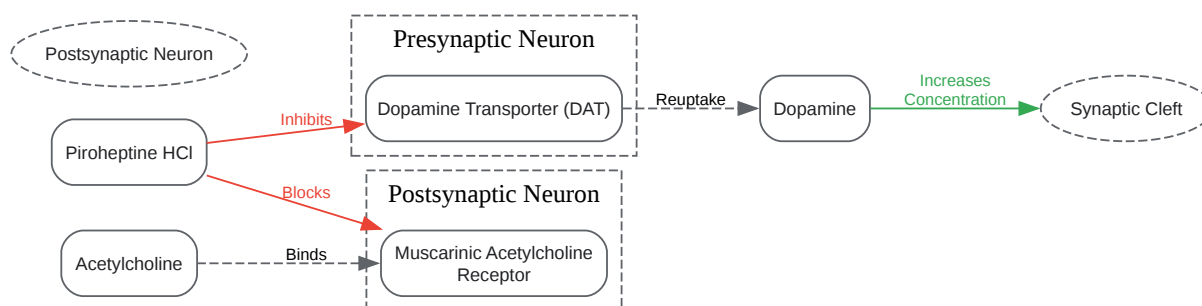 Postsynaptic Neuron
Presynaptic Neuron
Dopamine Transporter (DAT)
Reuptake
Dopamine
Increases
Concentration
Synaptic Cleft
Inhibits
Piroheptine HCl
Blocks
Postsynaptic Neuron
Muscarinic Acetylcholine
Receptor
Acetylcholine
Binds